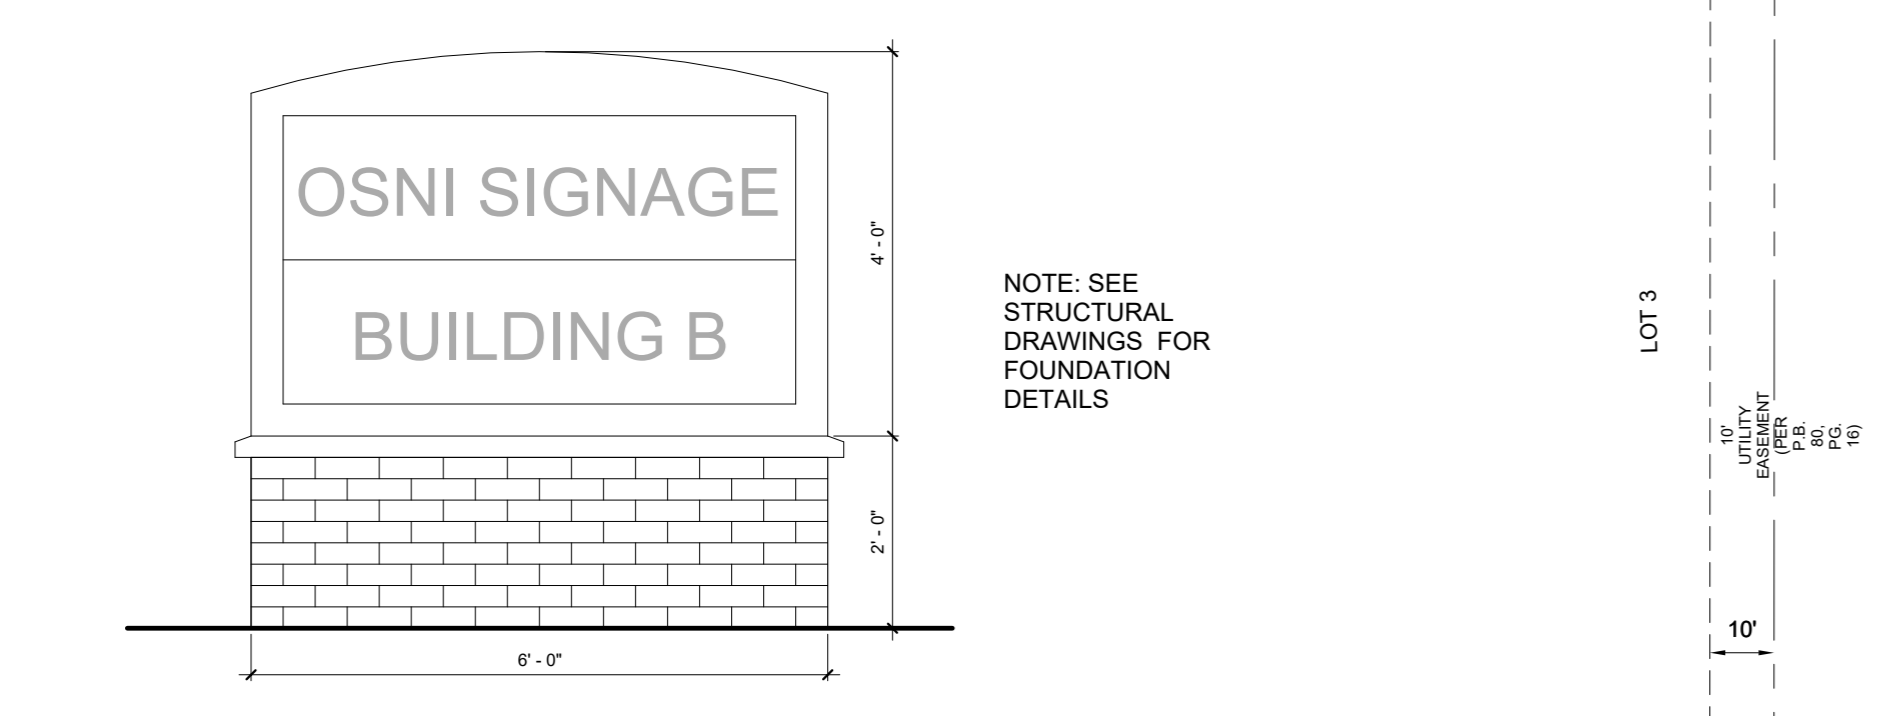 OSNI SIGNAGE
BUILDING B
4' - 0"
2' - 0"
6' - 0"
NOTE: SEE
STRUCTURAL
DRAWINGS FOR
FOUNDATION
DETAILS
LOT 3
10'
UTILITY
EASEMENT
(PER
P.B.
80,
PG.
16)
10'